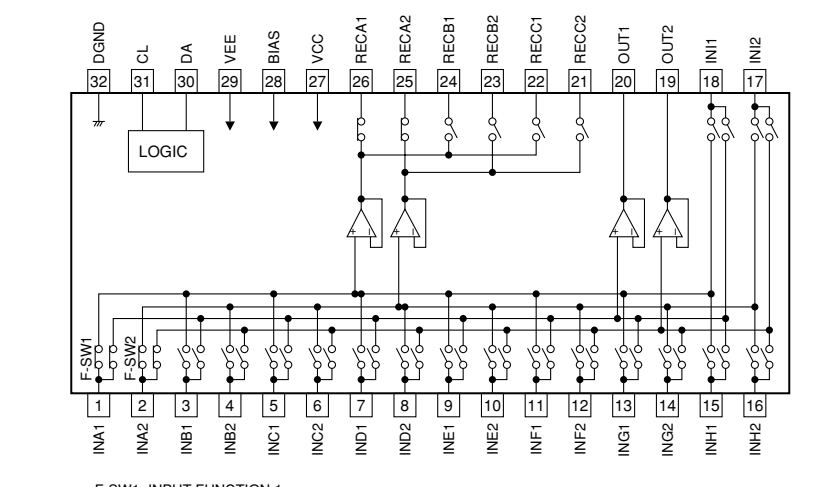 DGND CL DA VEE BIAS VCC RECA1 RECA2 RECB1 RECB2 RECC1 RECC2 OUT1 OUT2 INI1 INI2
32 31 30 29 28 27 26 25 24 23 22 21 20 19 18 17
LOGIC
+ − + − + − + −
F-SW1 F-SW2
1 2 3 4 5 6 7 8 9 10 11 12 13 14 15 16
INA1 INA2 INB1 INB2 INC1 INC2 IND1 IND2 INE1 INE2 INF1 INF2 ING1 ING2 INH1 INH2
F-SW1: INPUT FUNCTION 1